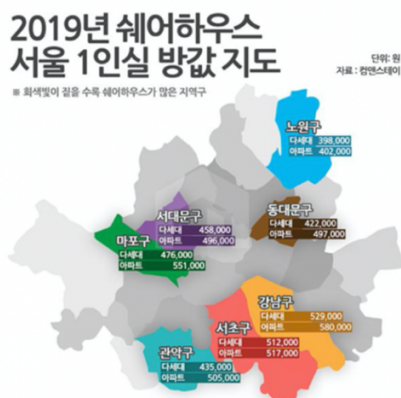 2019년 쉐어하우스
서울 1인실 방값 지도
단위: 원
자료 : 컴앤스테이
※ 회색빛이 짙을 수록 쉐어하우스가 많은 지역구
노원구
다세대 398,000
아파트 402,000
서대문구
다세대 458,000
아파트 496,000
동대문구
다세대 422,000
아파트 497,000
마포구
다세대 476,000
아파트 551,000
강남구
다세대 529,000
아파트 580,000
서초구
다세대 512,000
아파트 517,000
관악구
다세대 435,000
아파트 505,000